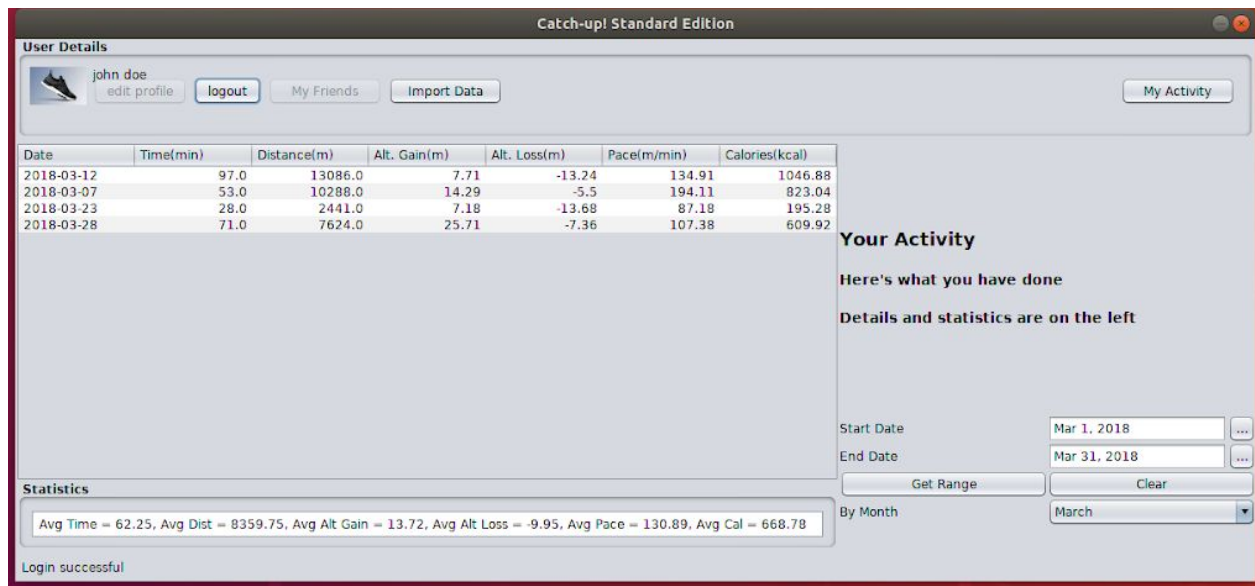 Catch-up! Standard Edition
User Details
john doe
edit profile logout My Friends Import Data My Activity
Date Time(min) Distance(m) Alt. Gain(m) Alt. Loss(m) Pace(m/min) Calories(kcal)
2018-03-12 97.0 13086.0 7.71 -13.24 134.91 1046.88
2018-03-07 53.0 10288.0 14.29 -5.5 194.11 823.04
2018-03-23 28.0 2441.0 7.18 -13.68 87.18 195.28
2018-03-28 71.0 7624.0 25.71 -7.36 107.38 609.92
Your Activity
Here's what you have done
Details and statistics are on the left
Start Date Mar 1, 2018 ...
End Date Mar 31, 2018 ...
Get Range Clear
By Month March
Statistics
Avg Time = 62.25, Avg Dist = 8359.75, Avg Alt Gain = 13.72, Avg Alt Loss = -9.95, Avg Pace = 130.89, Avg Cal = 668.78
Login successful